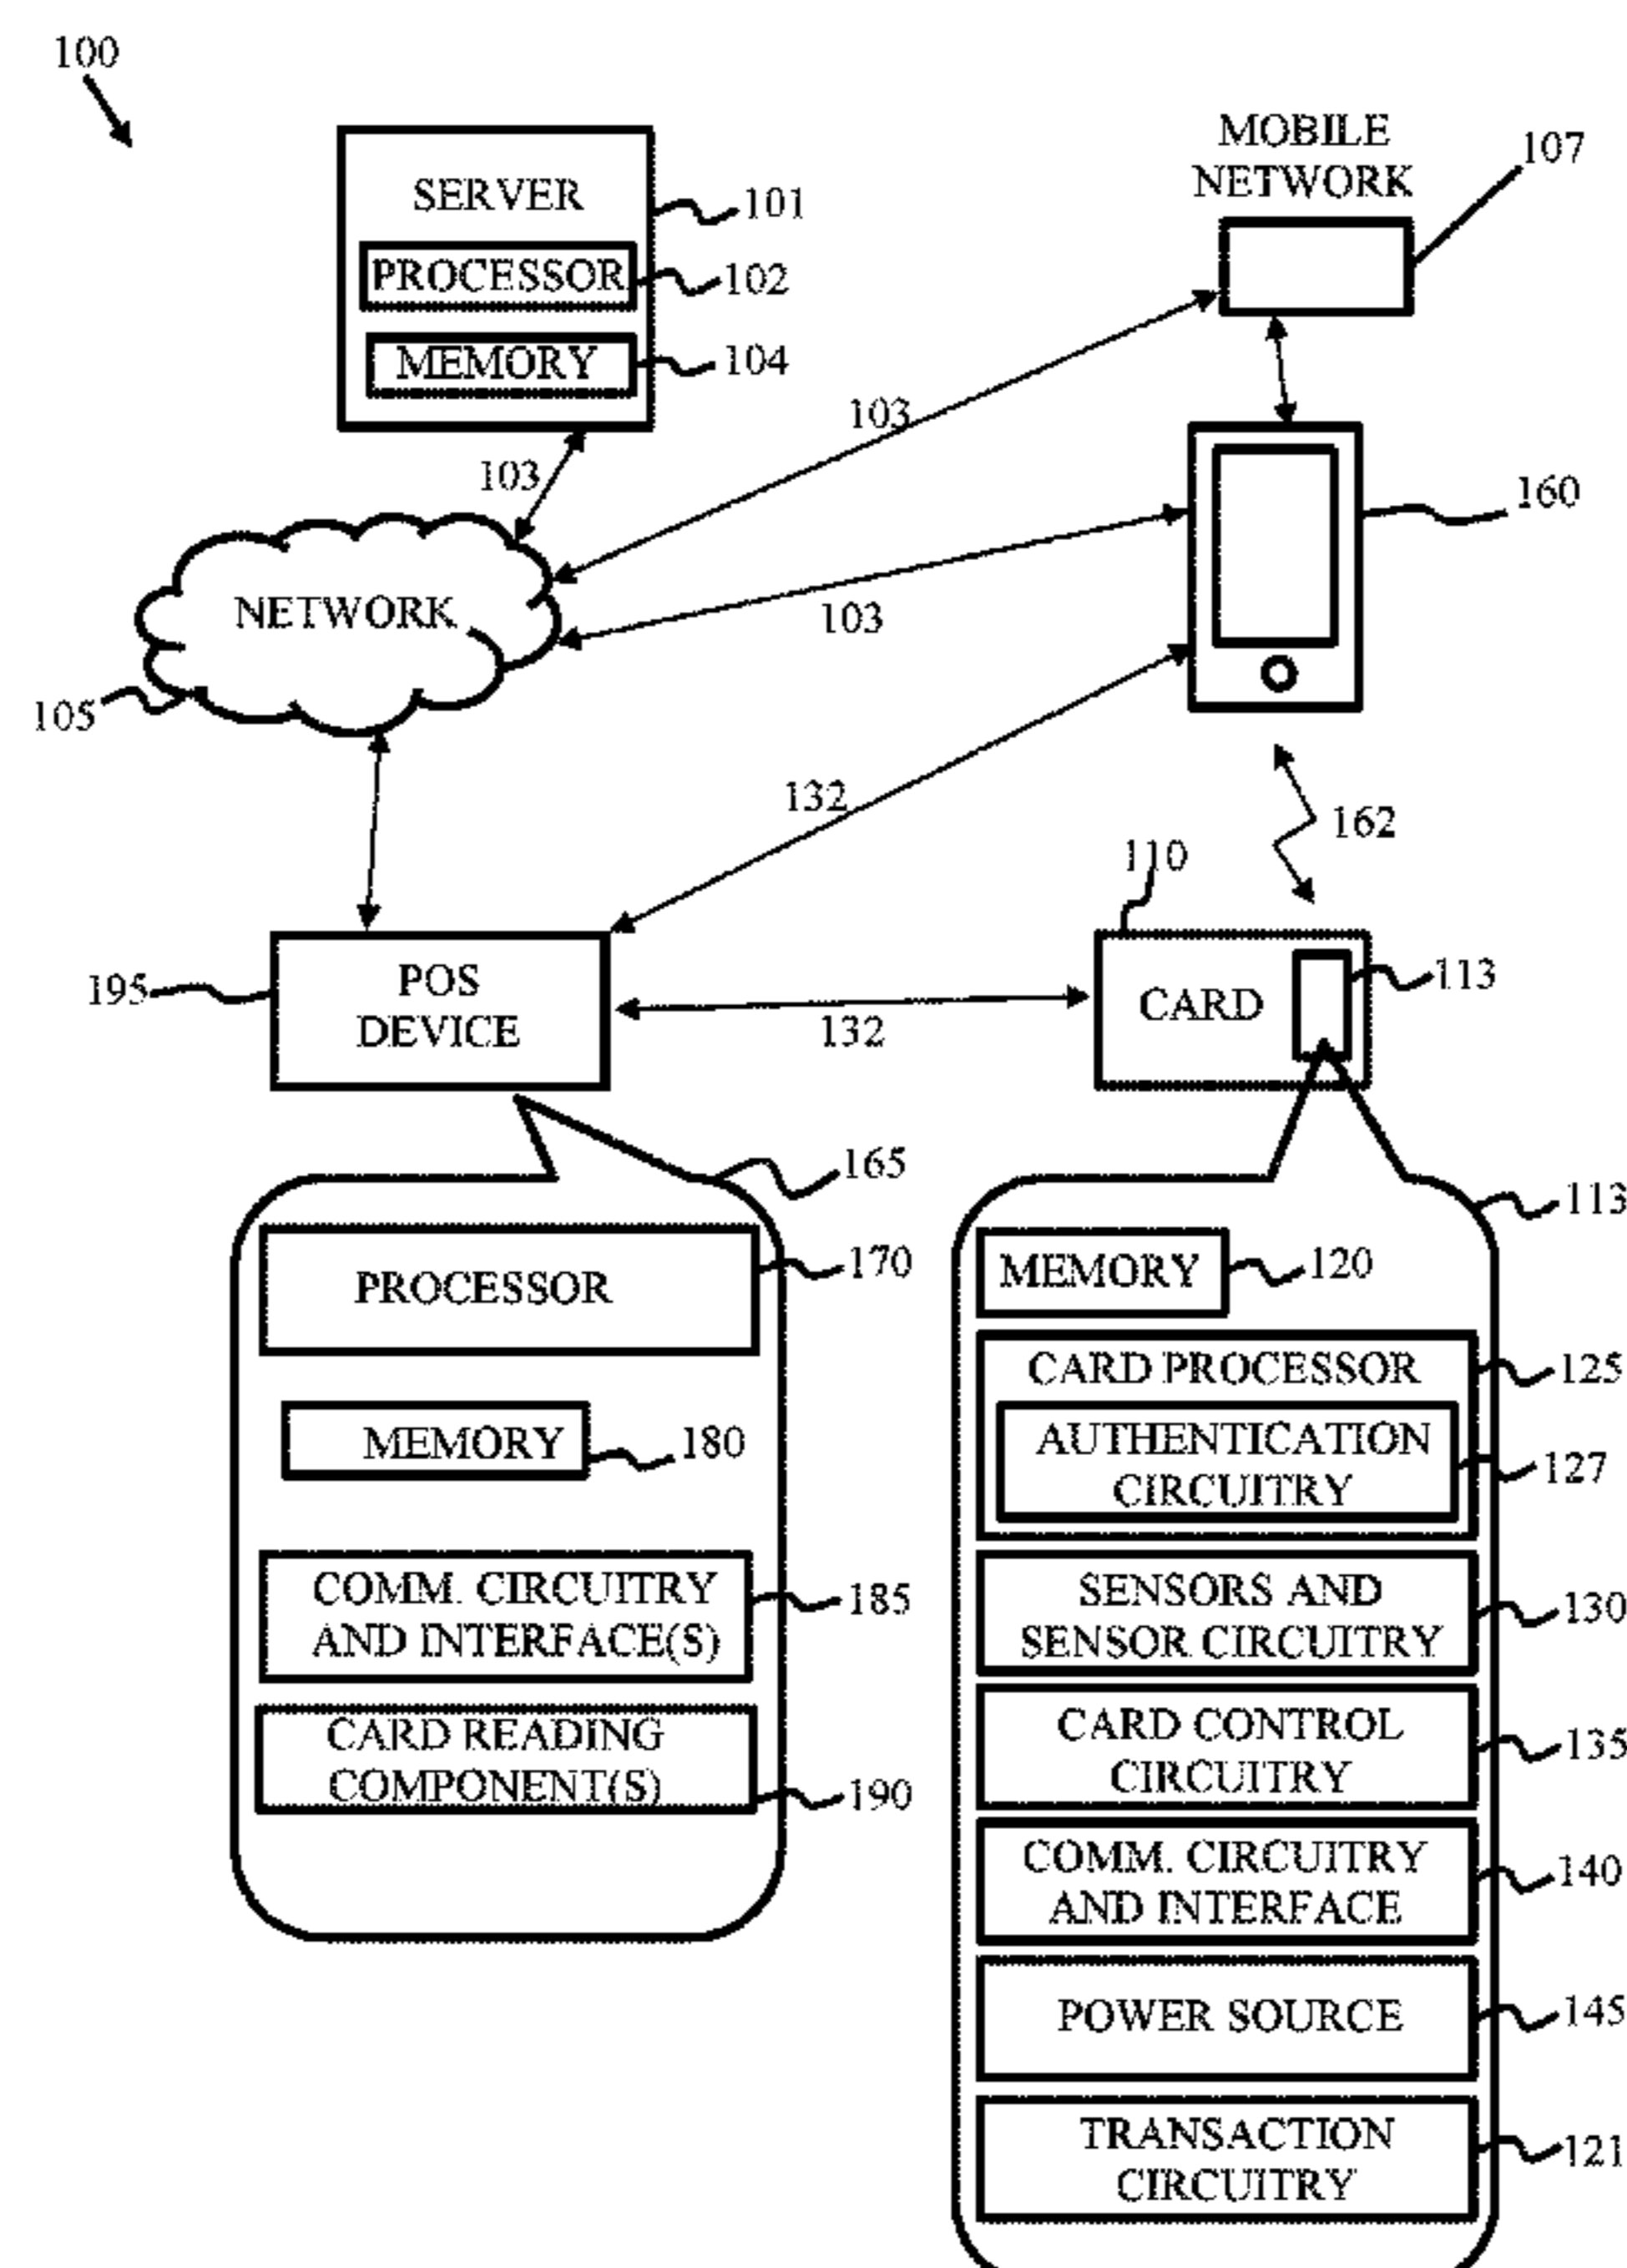 100
SERVER
101
PROCESSOR
102
MEMORY
104
MOBILE
NETWORK
107
103
103
103
160
NETWORK
105
132
162
110
POS
DEVICE
195
132
CARD
113
165
PROCESSOR
170
MEMORY
180
COMM. CIRCUITRY
AND INTERFACE(S)
185
CARD READING
COMPONENT(S)
190
113
MEMORY
120
CARD PROCESSOR
125
AUTHENTICATION
CIRCUITRY
127
SENSORS AND
SENSOR CIRCUITRY
130
CARD CONTROL
CIRCUITRY
135
COMM. CIRCUITRY
AND INTERFACE
140
POWER SOURCE
145
TRANSACTION
CIRCUITRY
121